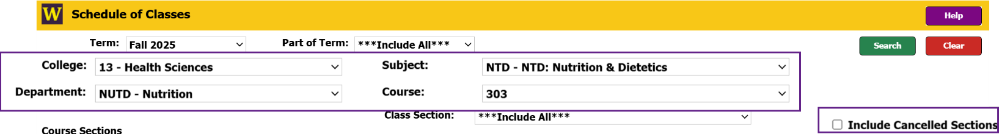 W Schedule of Classes
Help
Term: Fall 2025 Part of Term: ***Include All***
Search Clear
College: 13 - Health Sciences Subject: NTD - NTD: Nutrition & Dietetics
Department: NUTD - Nutrition Course: 303
Class Section: ***Include All***
Include Cancelled Sections
Course Sections